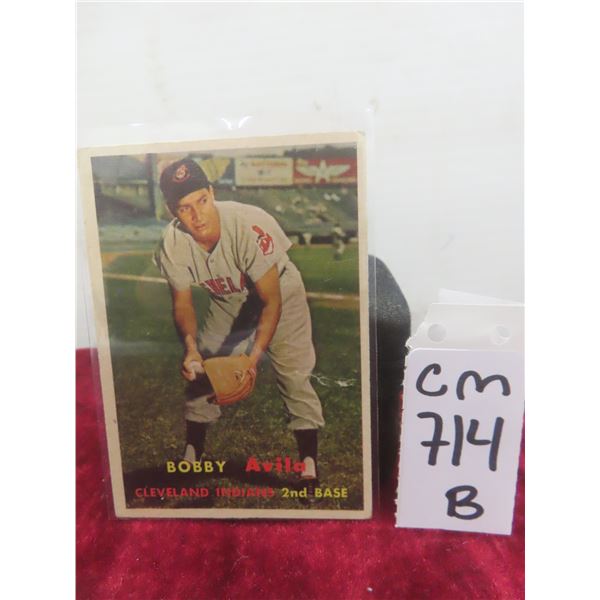 BOBBY Avila
CLEVELAND INDIANS 2nd BASE
CM
714
B